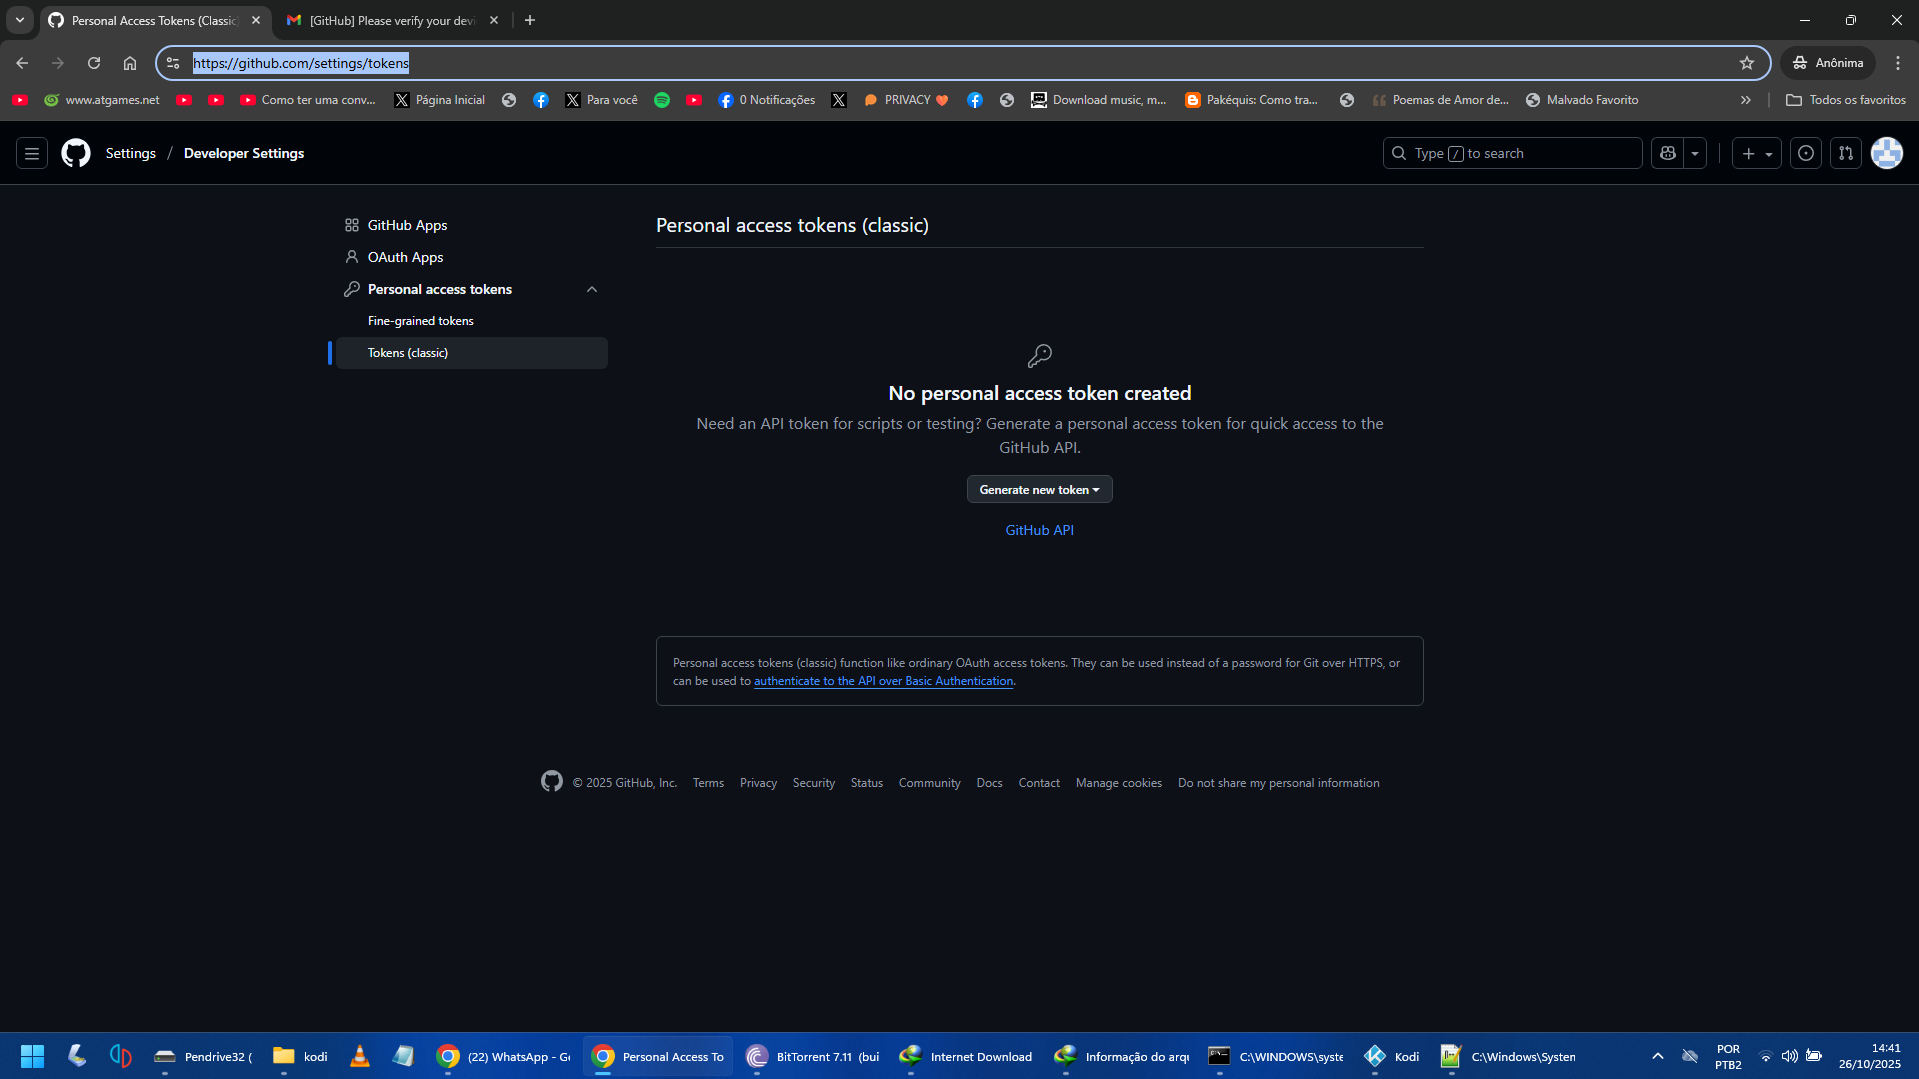 Personal Access Tokens (Classic
[GitHub] Please verify your devi
https://github.com/settings/tokens
Anônima
www.atgames.net
Como ter uma conv...
Página Inicial
Para você
0 Notificações
PRIVACY
Download music, m...
Pakéquis: Como tra...
Poemas de Amor de...
Malvado Favorito
Todos os favoritos
Settings / Developer Settings
Type / to search
GitHub Apps
OAuth Apps
Personal access tokens
Fine-grained tokens
Tokens (classic)
Personal access tokens (classic)
No personal access token created
Need an API token for scripts or testing? Generate a personal access token for quick access to the
GitHub API.
Generate new token
GitHub API
Personal access tokens (classic) function like ordinary OAuth access tokens. They can be used instead of a password for Git over HTTPS, or
can be used to authenticate to the API over Basic Authentication.
© 2025 GitHub, Inc.
Terms
Privacy
Security
Status
Community
Docs
Contact
Manage cookies
Do not share my personal information
Pendrive32 (
kodi
(22) WhatsApp - Go
Personal Access To
BitTorrent 7.11 (bui
Internet Download
Informação do arqu
C:\WINDOWS\syste
Kodi
C:\Windows\System
POR
PTB2
14:41
26/10/2025